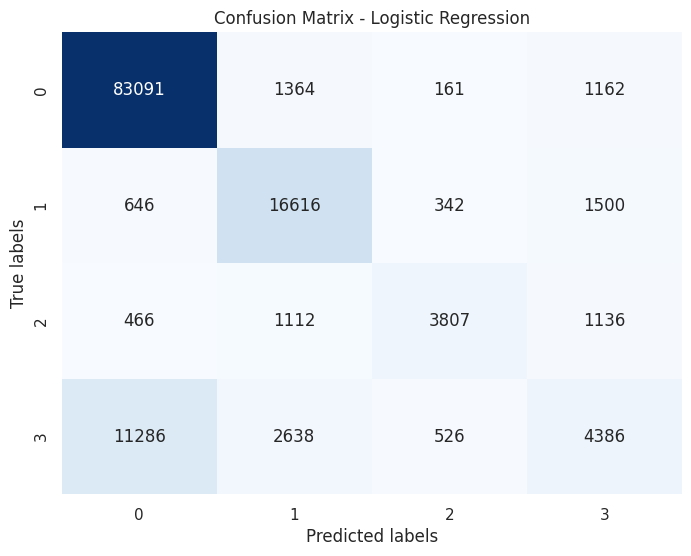 Confusion Matrix - Logistic Regression
0 83091 1364 161 1162
1 646 16616 342 1500
2 466 1112 3807 1136
3 11286 2638 526 4386
0 1 2 3
True labels
Predicted labels